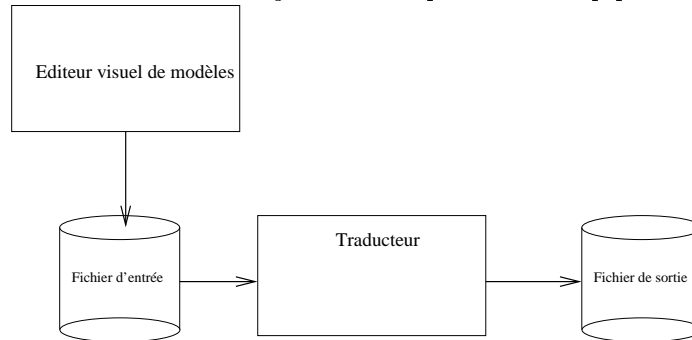 Editeur visuel de modèles
Traducteur
Fichier d'entrée
Fichier de sortie